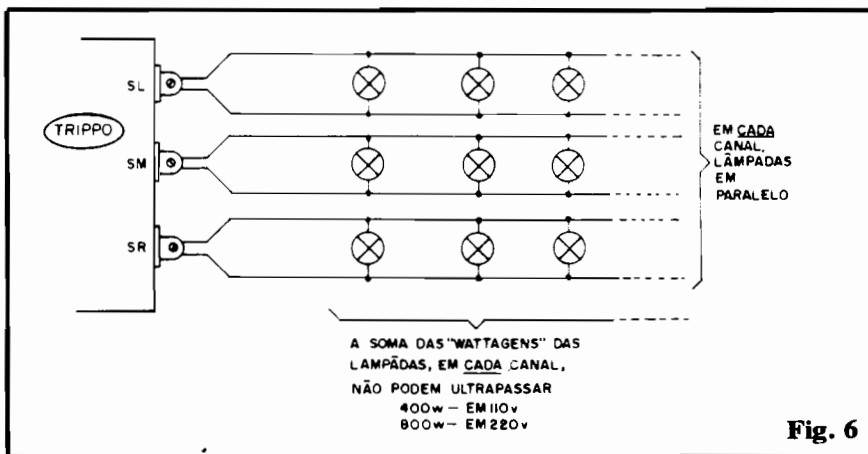 SL
TRIPPO
SM
SR
EM CADA
CANAL,
LÂMPADAS
EM
PARALELO
A SOMA DAS "WATTAGENS" DAS
LAMPÄDAS, EM CADA CANAL,
NÃO PODEM ULTRAPASSAR
400w - EM 110v
800w - EM 220v
Fig. 6